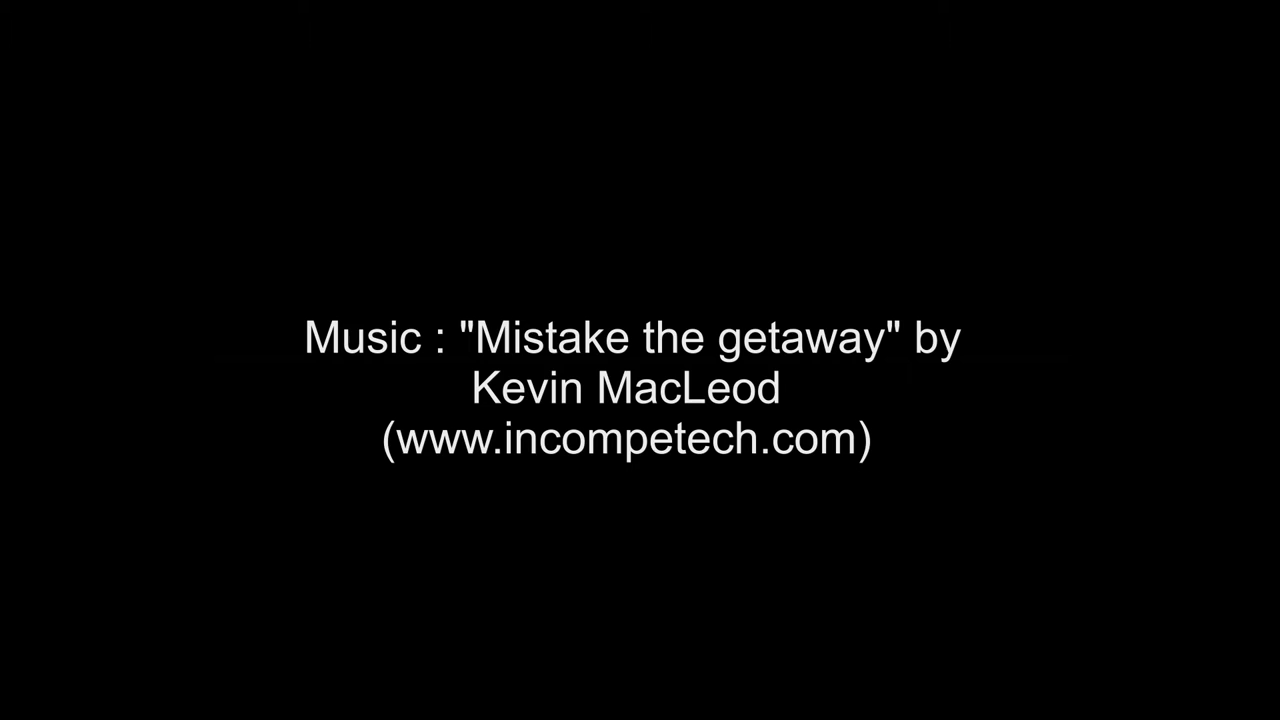 Music : "Mistake the getaway" by
Kevin MacLeod
(www.incompetech.com)